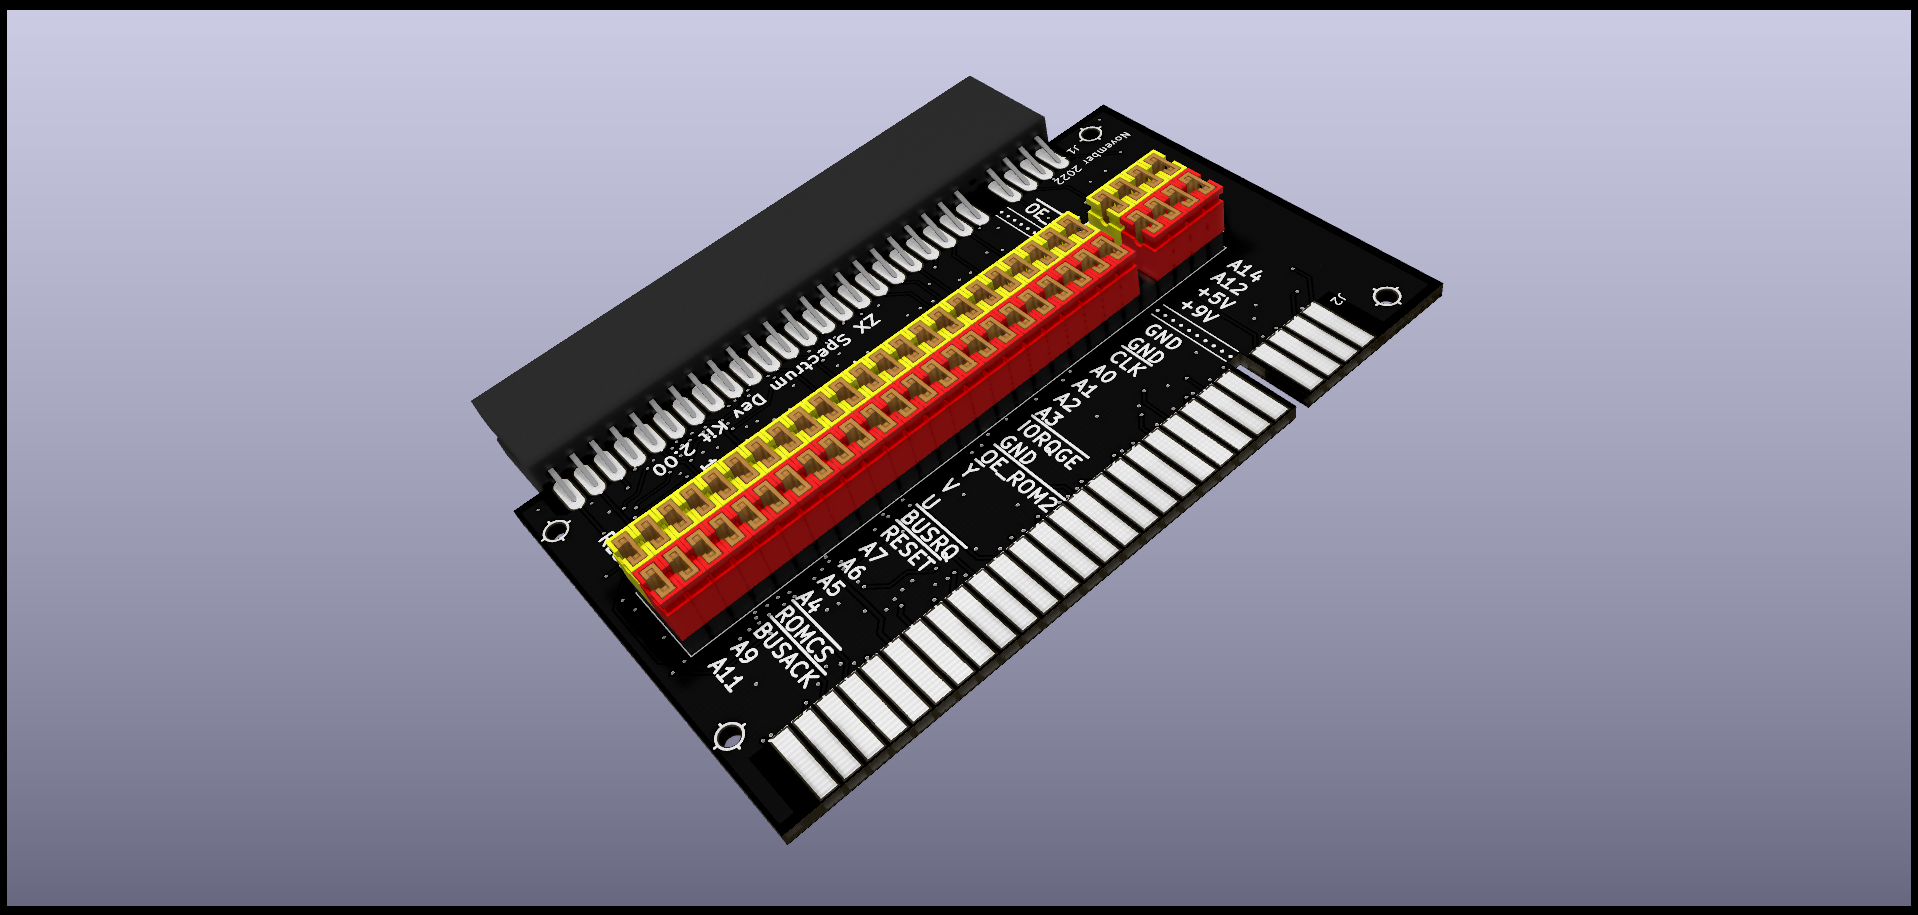 November 2022
J1
OE
ZX Spectrum Dev Kit 2.00
J2
A14
A12
+5V
+9V
GND
GND
CLK
A0
A1
A2
A3
IORQGE
GND
OE_ROM2
Y
V
U
BUSRQ
RESET
A7
A6
A5
A4
ROMCS
BUSACK
A9
A11